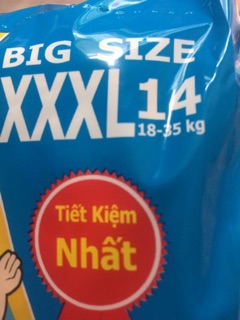 BIG SIZE
XXXL 14
18-35 kg
Tiết Kiệm
Nhất